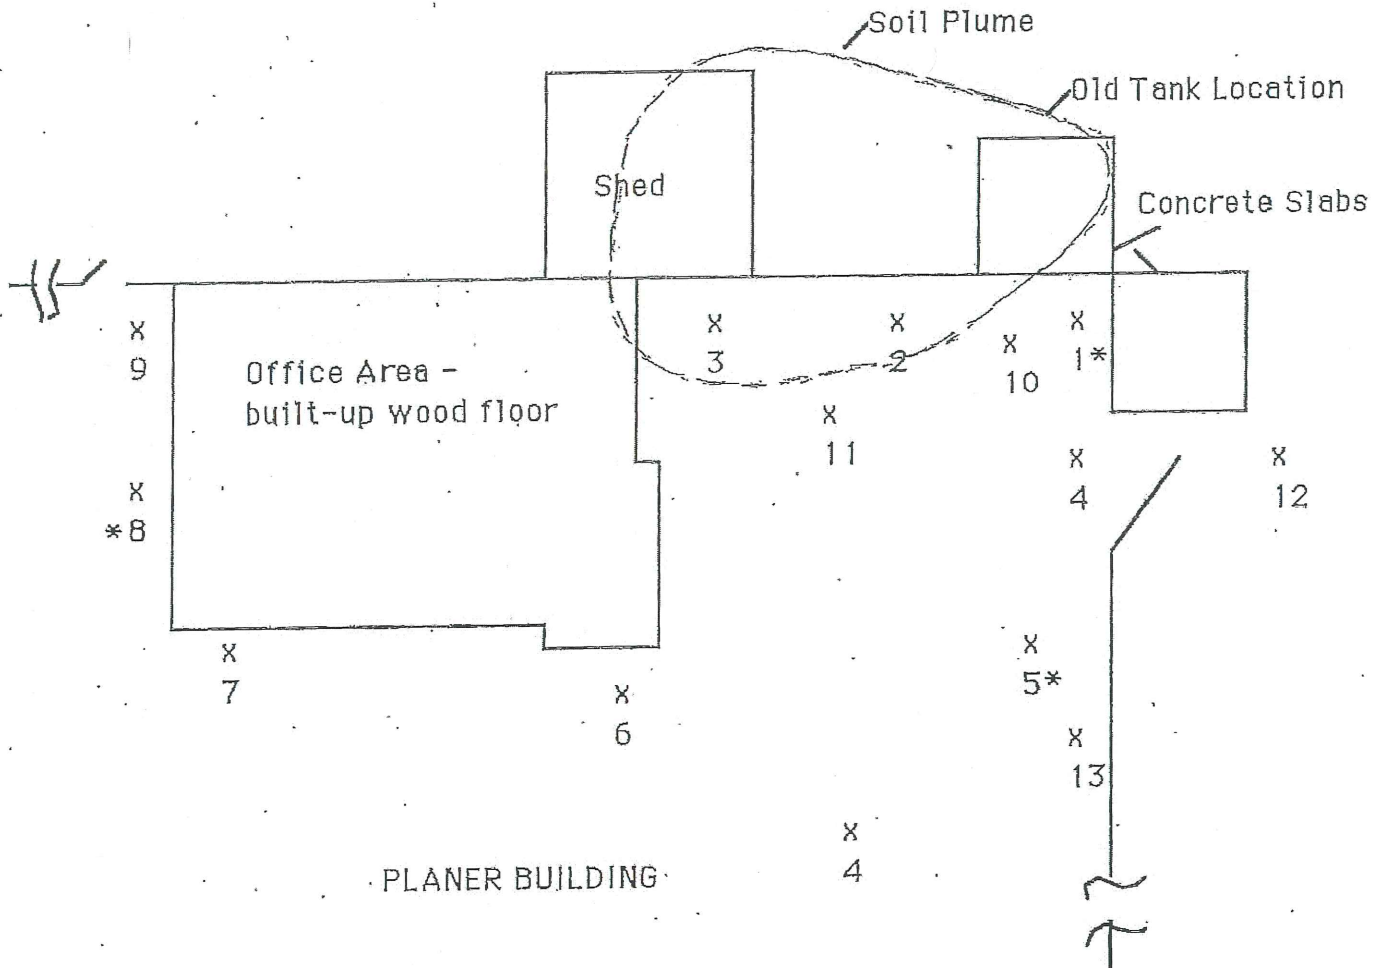 Soil Plume
Old Tank Location
Shed
Concrete Slabs
x x x x x
9 3 2 10 1*
Office Area -
built-up wood floor
x
11
x x
4 12
x
*8
x x
7 5*
x
6
x
13
x
4
PLANER BUILDING